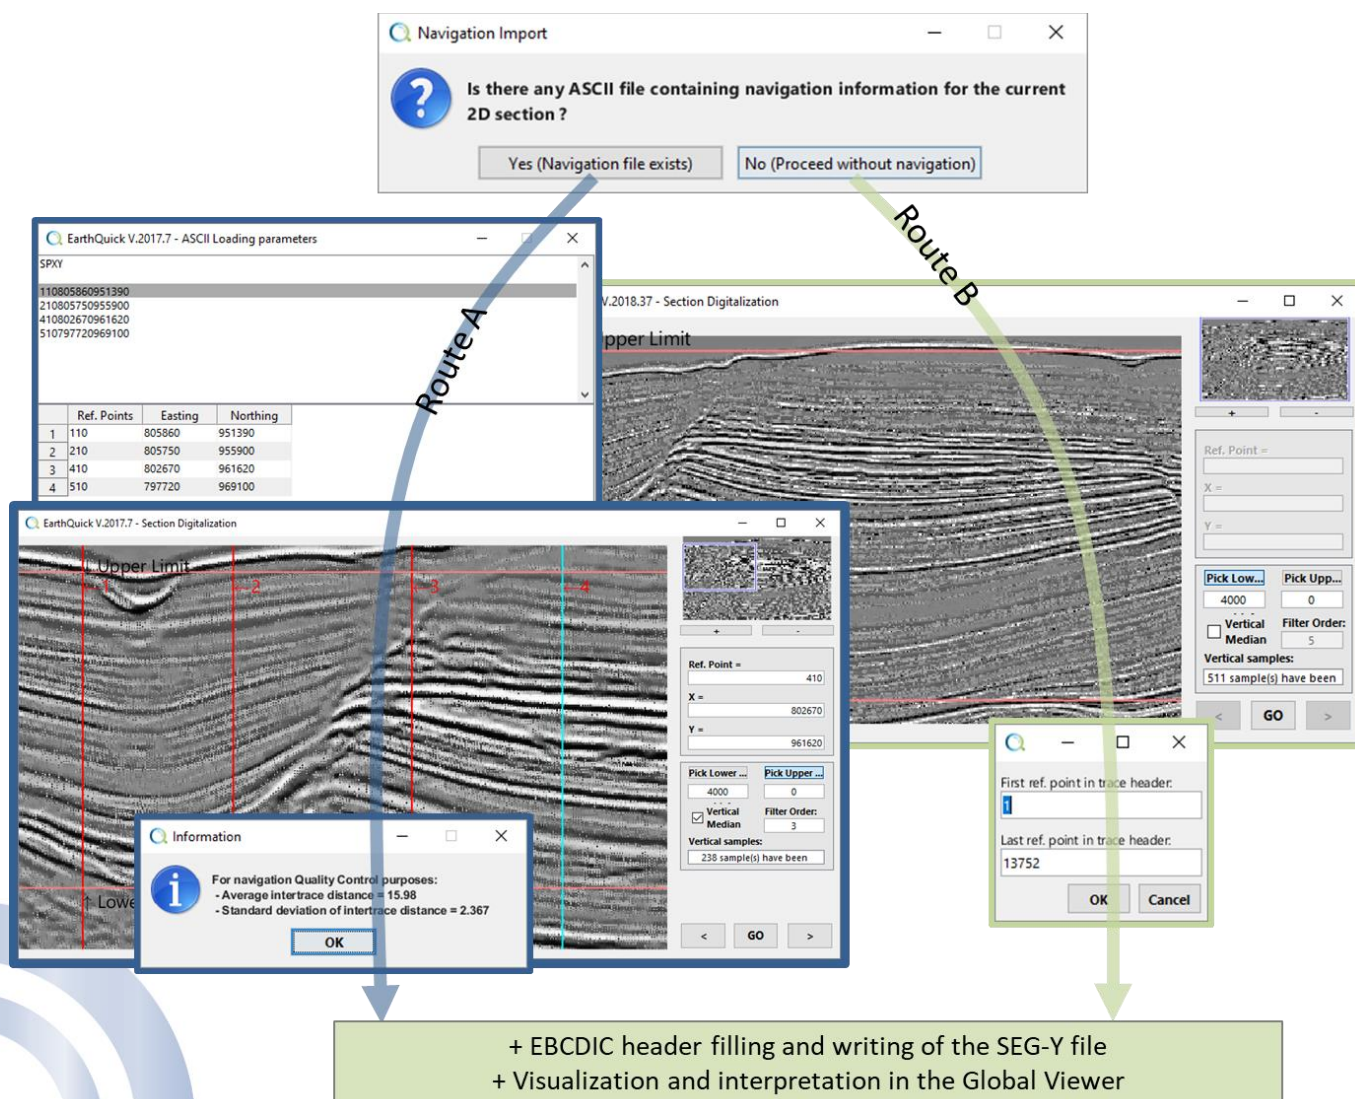 Navigation Import
Is there any ASCII file containing navigation information for the current
2D section ?
Yes (Navigation file exists)
No (Proceed without navigation)
Route A
Route B
EarthQuick V.2017.7 - ASCII Loading parameters
SPXY
110805860951390
210805750955900
410802670961620
510797720969100
Ref. Points Easting Northing
1 110 805860 951390
2 210 805750 955900
3 410 802670 961620
4 510 797720 969100
V.2018.37 - Section Digitalization
pper Limit
+ -
Ref. Point =
X =
Y =
Pick Low... Pick Upp...
4000 0
Vertical Median
Filter Order:
5
Vertical samples:
511 sample(s) have been
< GO >
EarthQuick V.2017.7 - Section Digitalization
↓ Upper Limit
←1 ←2 ←3 ←4
↑ Lowe
+ -
Ref. Point =
410
X =
802670
Y =
961620
Pick Lower ... Pick Upper ...
4000 0
Vertical Median
Filter Order:
3
Vertical samples:
238 sample(s) have been
< GO >
Information
For navigation Quality Control purposes:
- Average intertrace distance = 15.98
- Standard deviation of intertrace distance = 2.367
OK
First ref. point in trace header:
1
Last ref. point in trace header:
13752
OK Cancel
+ EBCDIC header filling and writing of the SEG-Y file
+ Visualization and interpretation in the Global Viewer